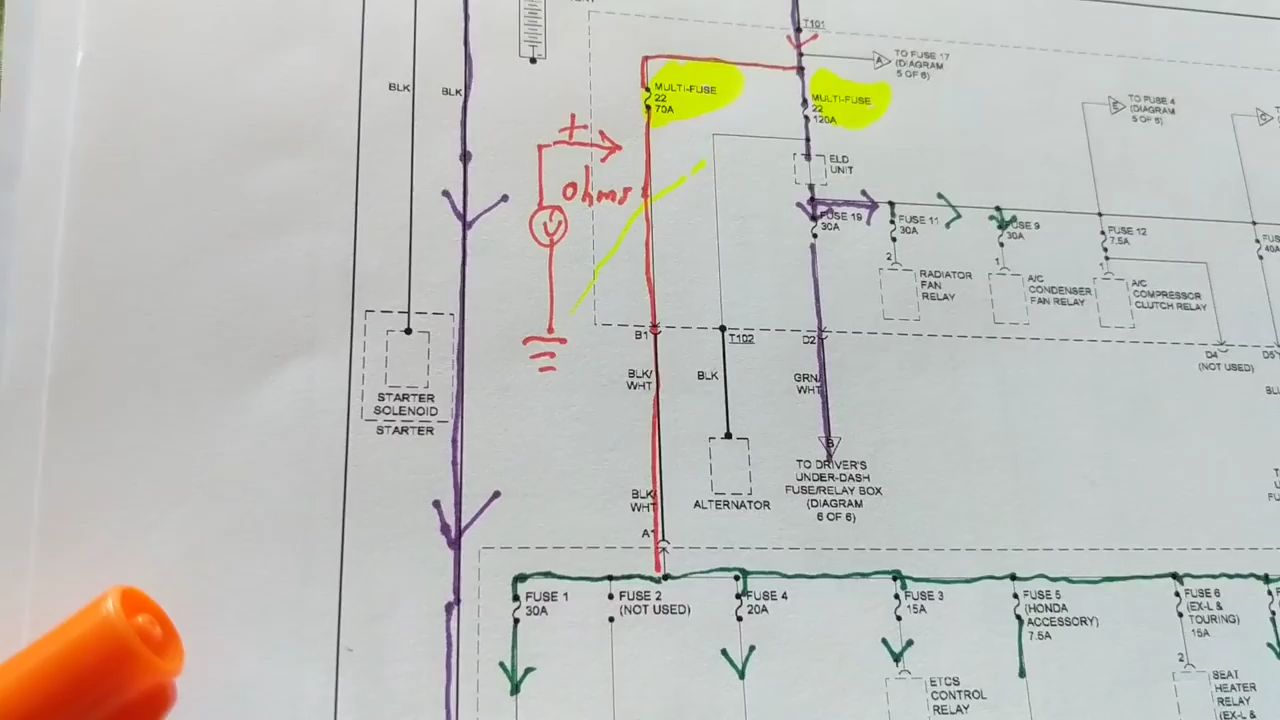 T101
TO FUSE 17
(DIAGRAM
5 OF 6)
A
BLK
BLK
MULTI-FUSE
22
70A
MULTI-FUSE
22
120A
E
TO FUSE 4
(DIAGRAM
5 OF 6)
C
+
ohms
V
ELD
UNIT
FUSE 19
30A
FUSE 11
30A
FUSE 9
30A
FUSE 12
7.5A
40A
2
RADIATOR
FAN
RELAY
1
A/C
CONDENSER
FAN RELAY
1
A/C
COMPRESSOR
CLUTCH RELAY
B1
T102
D2
D4
(NOT USED)
D5
BLK/
WHT
BLK
GRN/
WHT
STARTER
SOLENOID
STARTER
B
TO DRIVER'S
UNDER-DASH
FUSE/RELAY BOX
(DIAGRAM
6 OF 6)
BLK/
WHT
ALTERNATOR
A1
FUSE 1
30A
FUSE 2
(NOT USED)
FUSE 4
20A
FUSE 3
15A
FUSE 5
(HONDA
ACCESSORY)
7.5A
FUSE 6
(EX-L &
TOURING)
15A
ETCS
CONTROL
RELAY
2
SEAT
HEATER
RELAY
(EX-L &